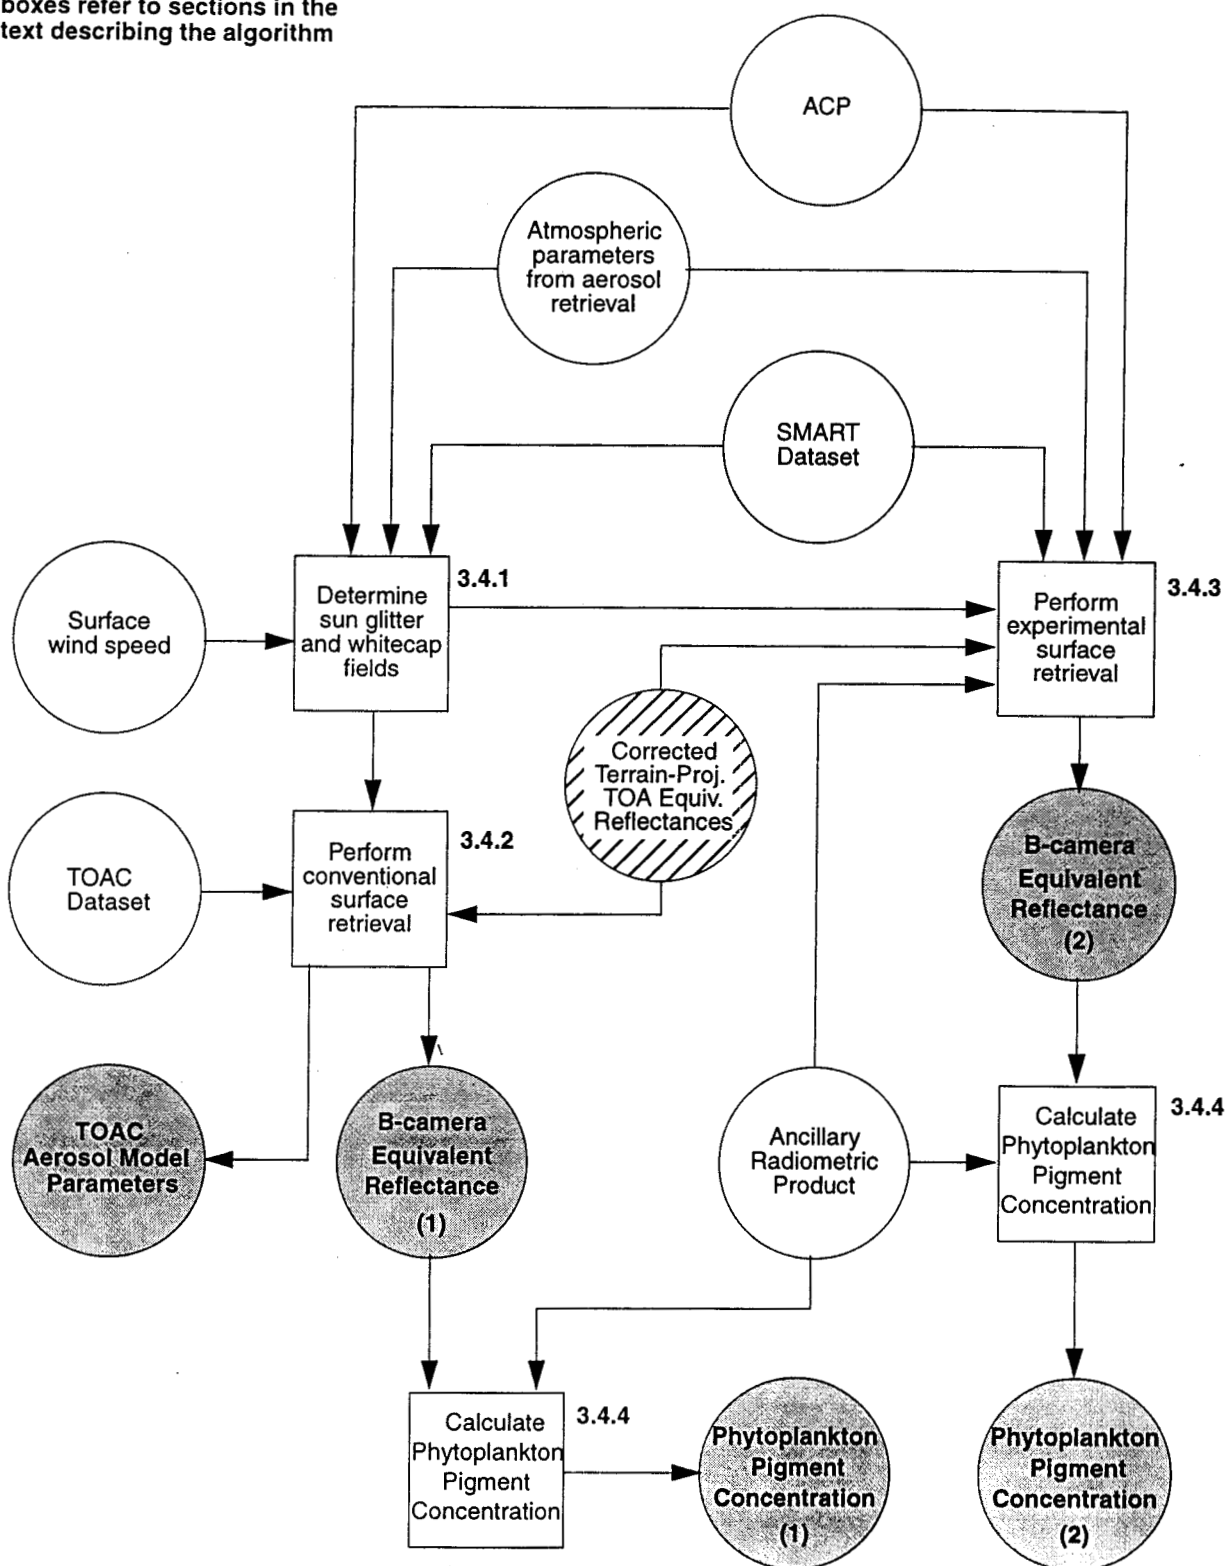 boxes refer to sections in the
text describing the algorithm
ACP
Atmospheric
parameters
from aerosol
retrieval
SMART
Dataset
Surface
wind speed
Determine
sun glitter
and whitecap
fields
3.4.1
Perform
experimental
surface
retrieval
3.4.3
Corrected
Terrain-Proj.
TOA Equiv.
Reflectances
TOAC
Dataset
Perform
conventional
surface
retrieval
3.4.2
B-camera
Equivalent
Reflectance
(2)
TOAC
Aerosol Model
Parameters
B-camera
Equivalent
Reflectance
(1)
Ancillary
Radiometric
Product
Calculate
Phytoplankton
Pigment
Concentration
3.4.4
Calculate
Phytoplankton
Pigment
Concentration
3.4.4
Phytoplankton
Pigment
Concentration
(1)
Phytoplankton
Pigment
Concentration
(2)